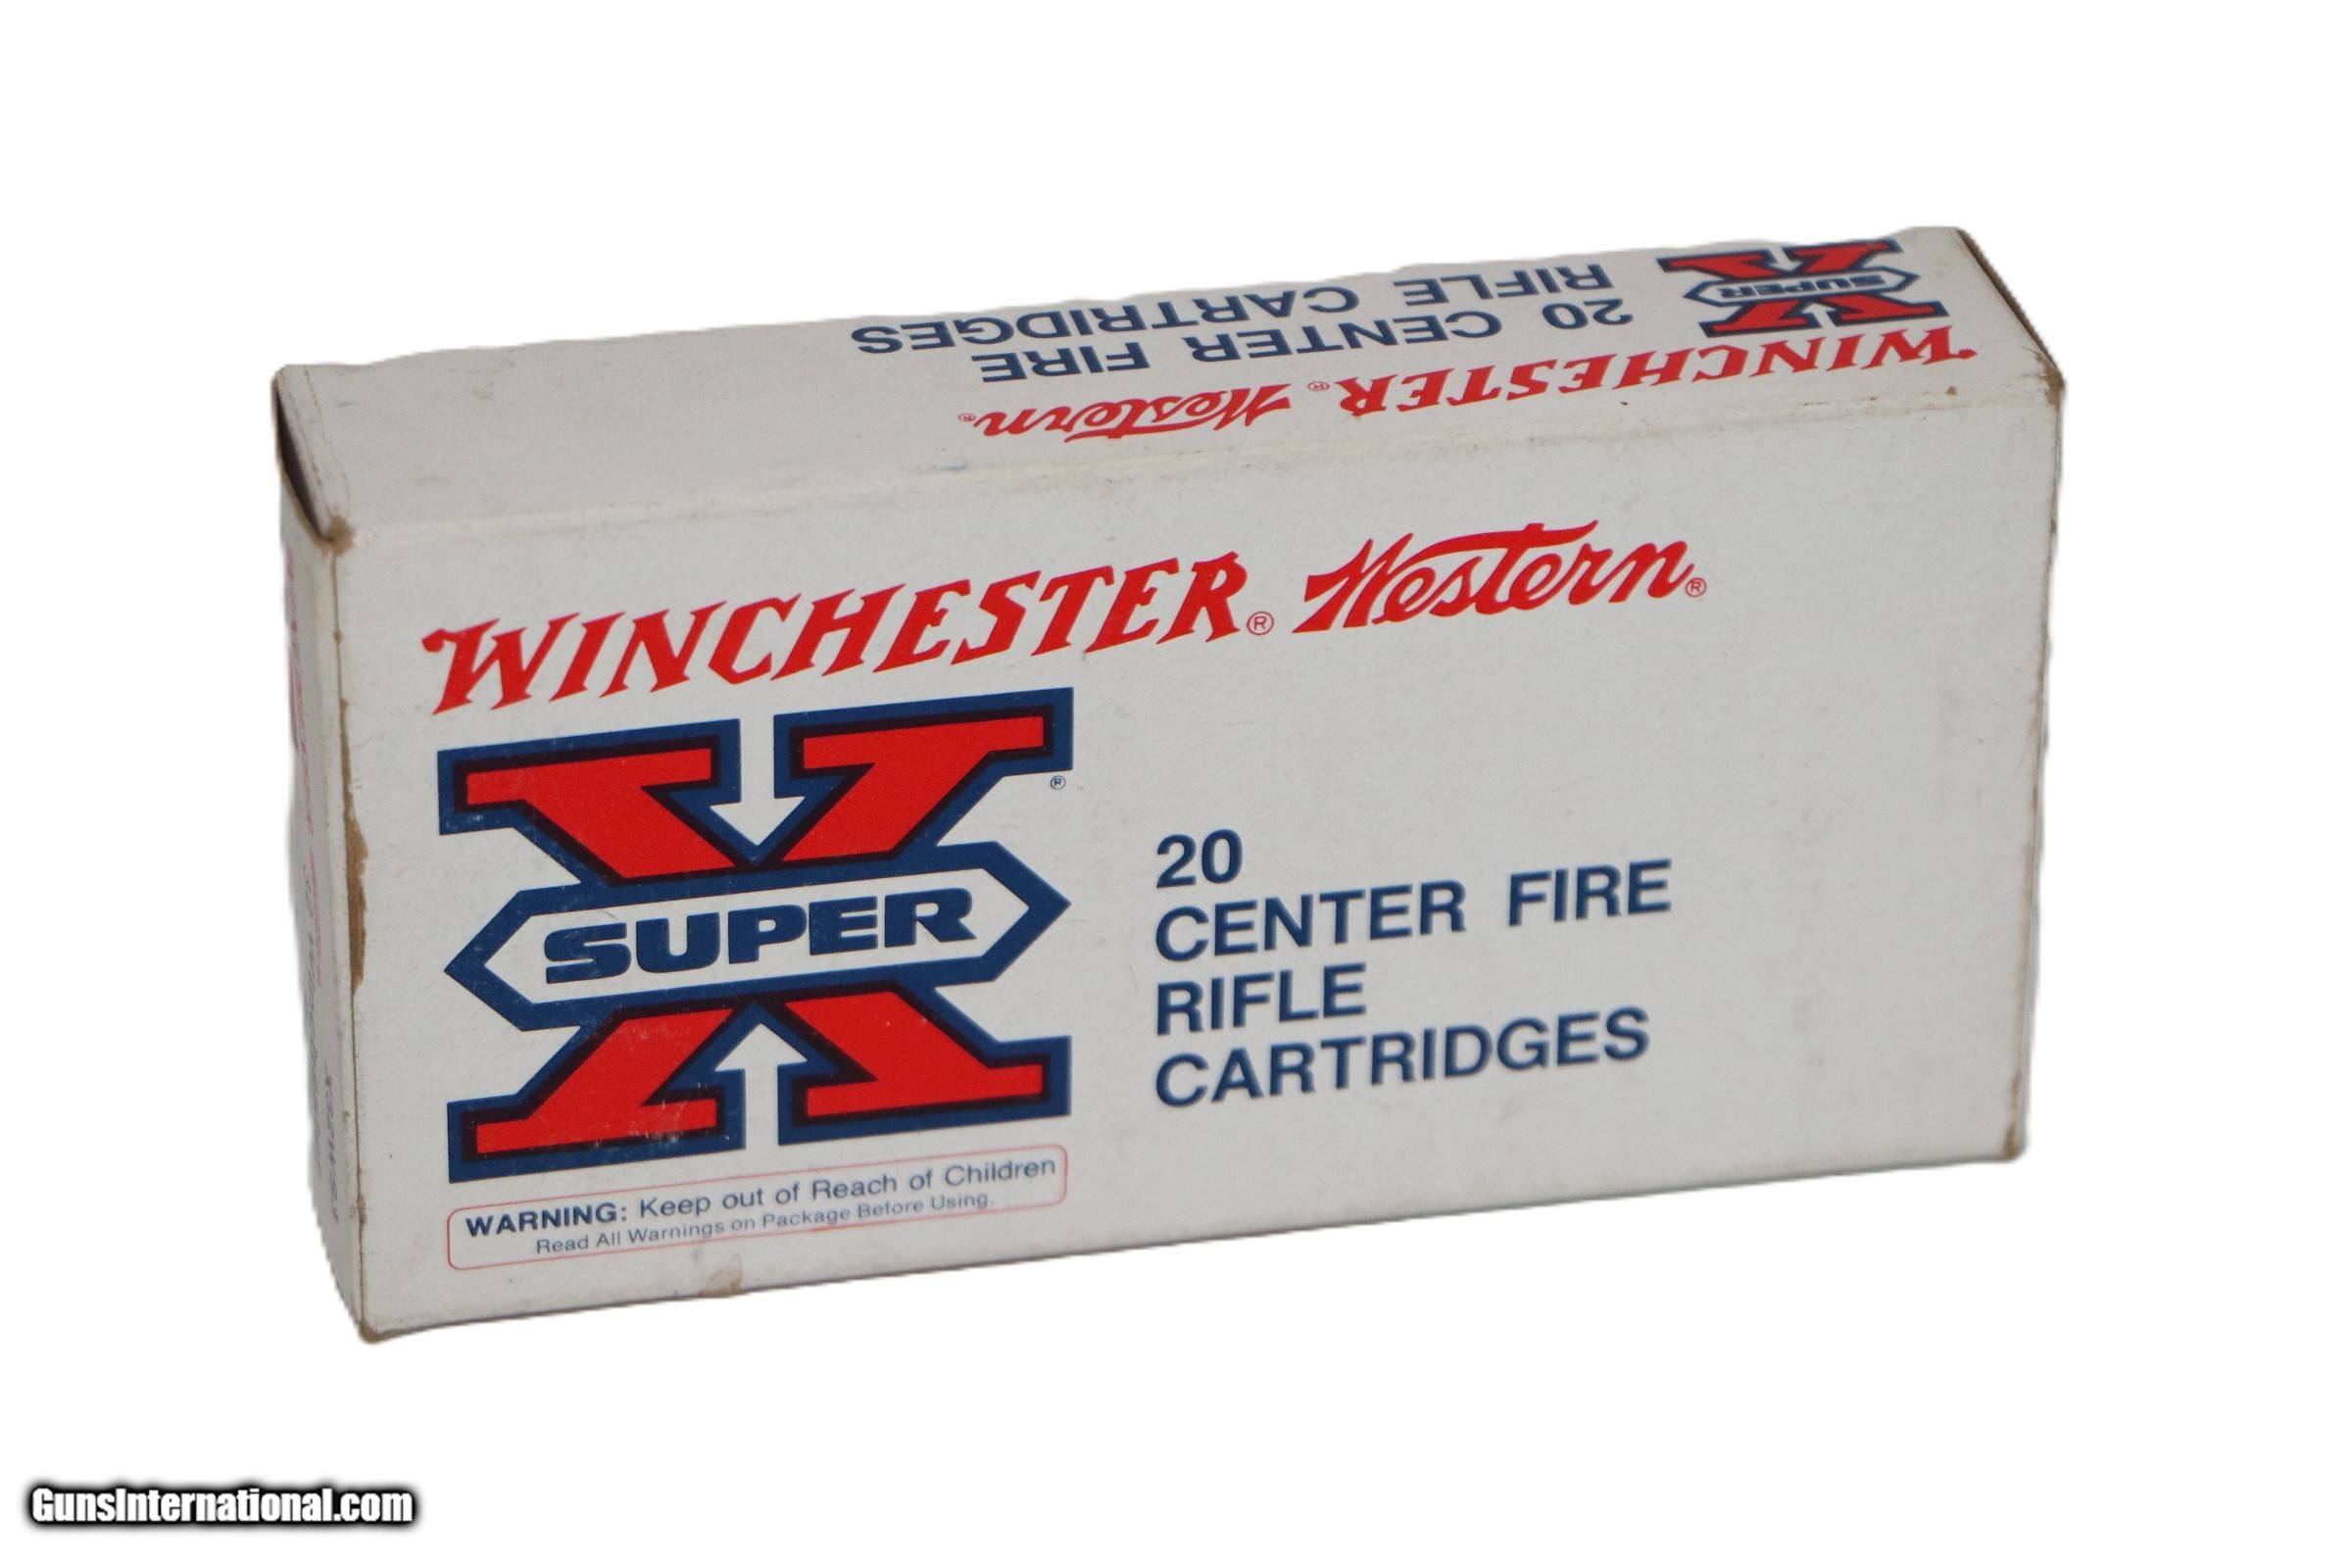 SUPER X
20 CENTER FIRE
RIFLE CARTRIDGES
WINCHESTER® Western®
WINCHESTER® Western®
SUPER X ®
20
CENTER FIRE
RIFLE
CARTRIDGES
WARNING: Keep out of Reach of Children
Read All Warnings on Package Before Using.
GunsInternational.com